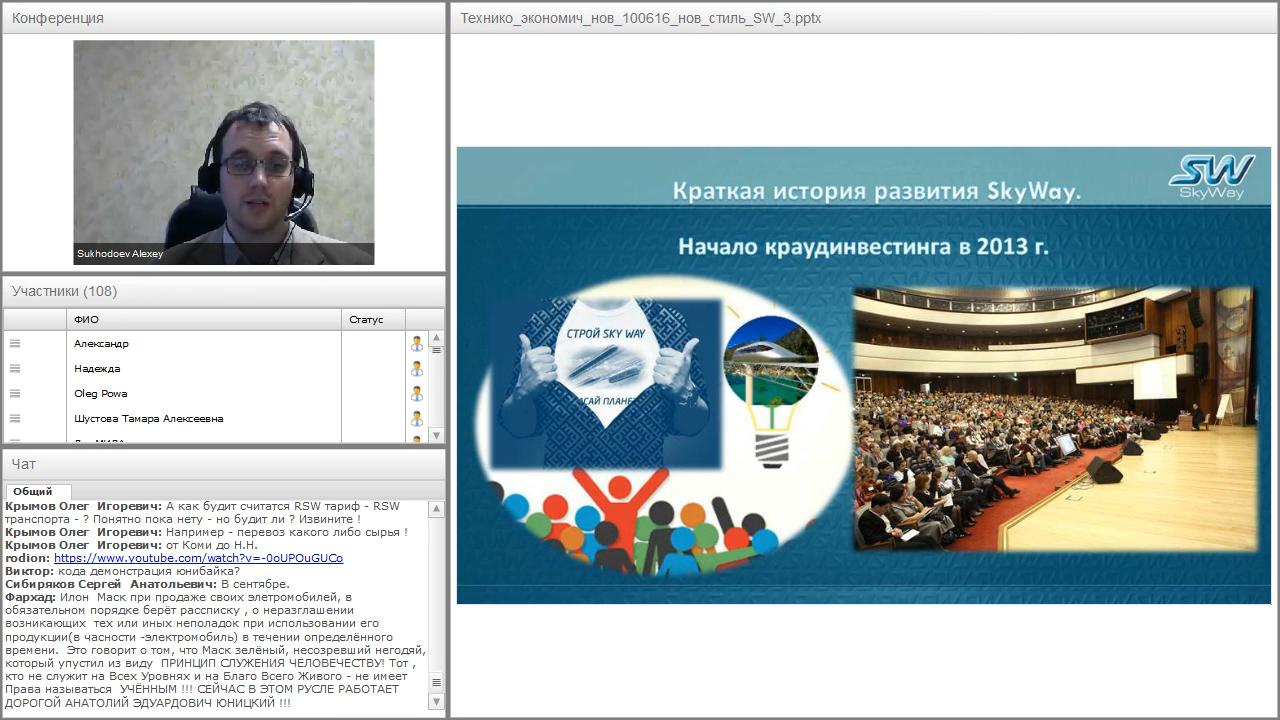 Конференция
Sukhodoev Alexey
Участники (108)
ФИО
Статус
Александр
Надежда
Oleg Powa
Шустова Тамара Алексеевна
Чат
Общий
Крымов Олег Игоревич: А как будит считатся RSW тариф - RSW
транспорта - ? Понятно пока нету - но будит ли ? Извините !
Крымов Олег Игоревич: Например - перевоз какого либо сырья !
Крымов Олег Игоревич: от Коми до Н.Н.
rodion: https://www.youtube.com/watch?v=-0oUPOuGUCo
Виктор: кода демонстрация юнибайка?
Сибиряков Сергей Анатольевич: В сентябре.
Фархад: Илон Маск при продаже своих элетромобилей, в
обязательном порядке берёт рассписку , о неразглашении
возникающих тех или иных неполадок при использовании его
продукции(в часности -электромобиль) в течении определённого
времени. Это говорит о том, что Маск зелёный, несозревший негодяй,
который упустил из виду ПРИНЦИП СЛУЖЕНИЯ ЧЕЛОВЕЧЕСТВУ! Тот ,
кто не служит на Всех Уровнях и на Благо Всего Живого - не имеет
Права называться УЧЁННЫМ !!! СЕЙЧАС В ЭТОМ РУСЛЕ РАБОТАЕТ
ДОРОГОЙ АНАТОЛИЙ ЭДУАРДОВИЧ ЮНИЦКИЙ !!!
Технико_экономич_нов_100616_нов_стиль_SW_3.pptx
SW
SkyWay
Краткая история развития SkyWay.
Начало краудинвестинга в 2013 г.
СТРОЙ SKY WAY